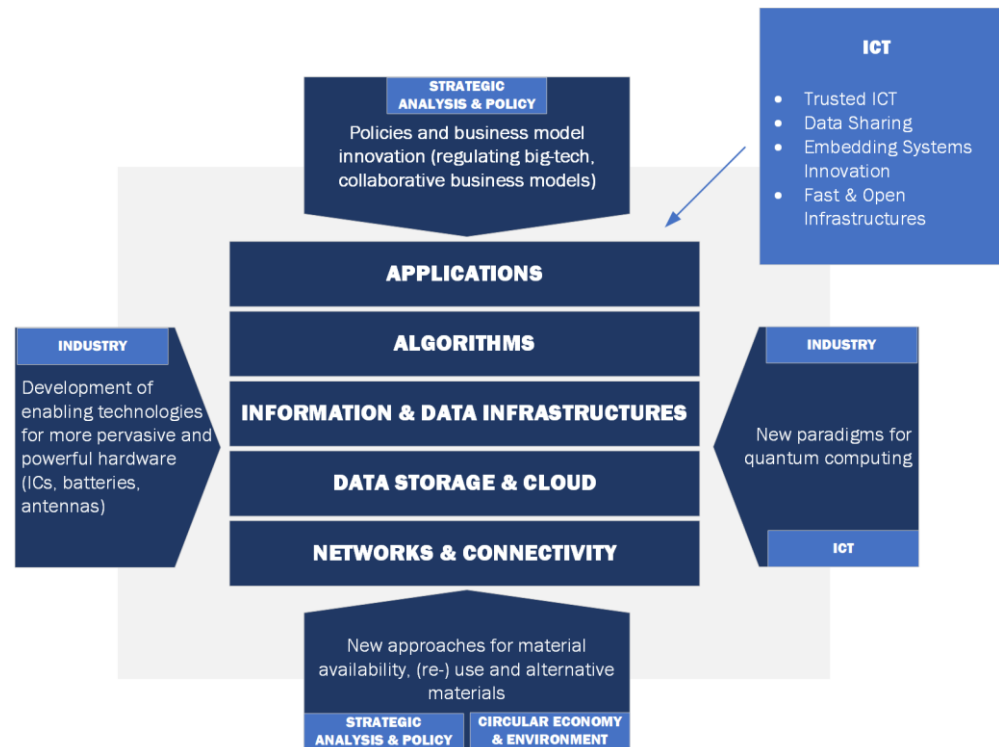 ICT
• Trusted ICT
• Data Sharing
• Embedding Systems
Innovation
• Fast & Open
Infrastructures
STRATEGIC
ANALYSIS & POLICY
Policies and business model
innovation (regulating big-tech,
collaborative business models)
APPLICATIONS
ALGORITHMS
INFORMATION & DATA INFRASTRUCTURES
DATA STORAGE & CLOUD
NETWORKS & CONNECTIVITY
INDUSTRY
Development of
enabling technologies
for more pervasive and
powerful hardware
(ICs, batteries,
antennas)
INDUSTRY
New paradigms for
quantum computing
ICT
New approaches for material
availability, (re-) use and alternative
materials
STRATEGIC
ANALYSIS & POLICY
CIRCULAR ECONOMY
& ENVIRONMENT